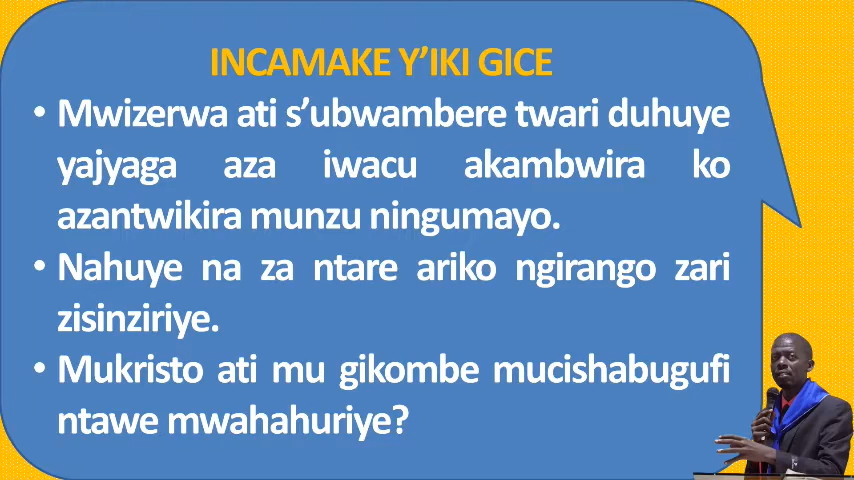 INCAMAKE Y’IKI GICE
• Mwizerwa ati s’ubwambere twari duhuye
yajyaga aza iwacu akambwira ko
azantwikira munzu ningumayo.
• Nahuye na za ntare ariko ngirango zari
zisinziriye.
• Mukristo ati mu gikombe mucishabugufi
ntawe mwahahuriye?